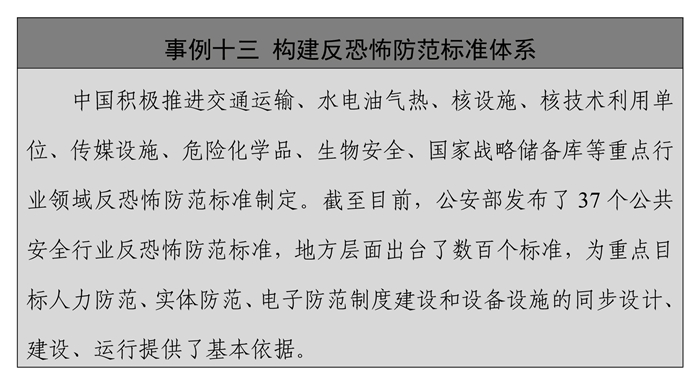 事例十三 构建反恐怖防范标准体系
中国积极推进交通运输、水电油气热、核设施、核技术利用单
位、传媒设施、危险化学品、生物安全、国家战略储备库等重点行
业领域反恐怖防范标准制定。截至目前，公安部发布了 37 个公共
安全行业反恐怖防范标准，地方层面出台了数百个标准，为重点目
标人力防范、实体防范、电子防范制度建设和设备设施的同步设计、
建设、运行提供了基本依据。